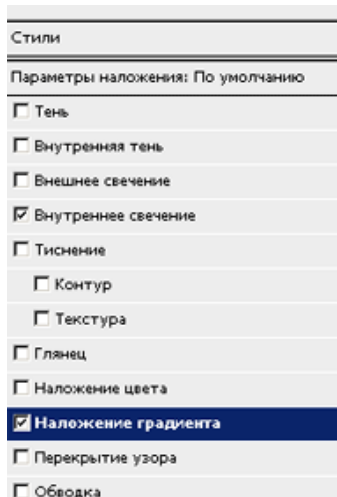 Стили
Параметры наложения: По умолчанию
Тень
Внутренняя тень
Внешнее свечение
Внутреннее свечение
Тиснение
Контур
Текстура
Глянец
Наложение цвета
Наложение градиента
Перекрытие узора
Обводка